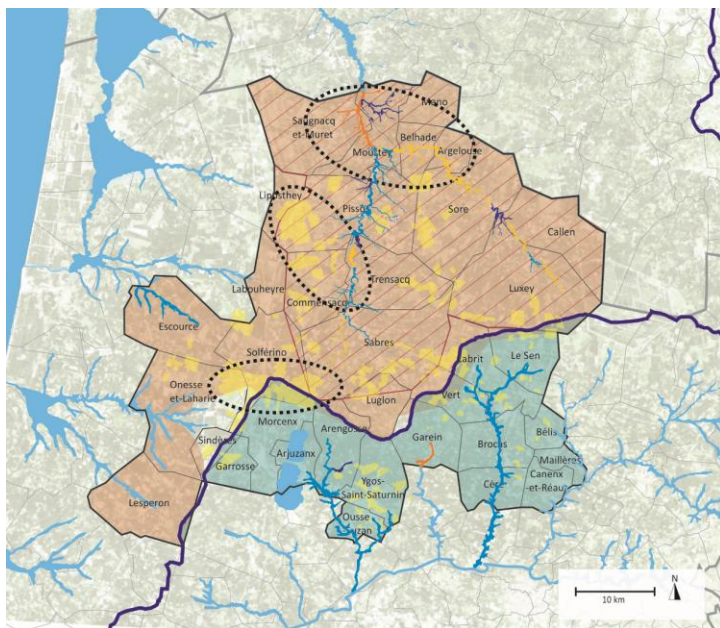 Mano
Saugnacq
et-Muret
Belhade
Moustey
Argelouse
Liposthey
Pissos
Sore
Callen
Trensacq
Labouheyre
Commensacq
Luxey
Escource
Sabres
Solférino
Labrit
Le Sen
Onesse
et-Laharie
Luglon
Vert
Morcenx
Sindères
Arengosse
Garein
Bélis
Garrosse
Arjuzanx
Brocas
Maillères
Canenx
-et-Réau
Ygos-
Saint-Saturnin
Cère
Lesperon
Ousse
Suzan
10 km
N